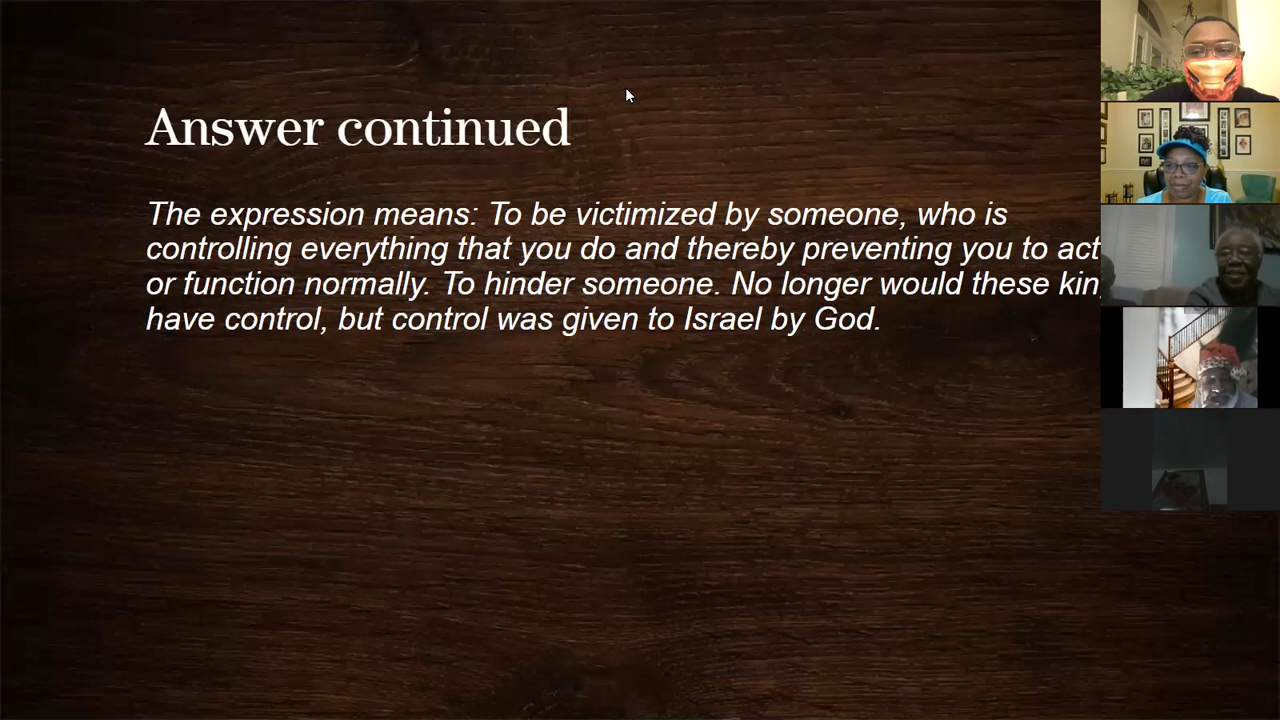 Answer continued
The expression means: To be victimized by someone, who is
controlling everything that you do and thereby preventing you to act
or function normally. To hinder someone. No longer would these
have control, but control was given to Israel by God.